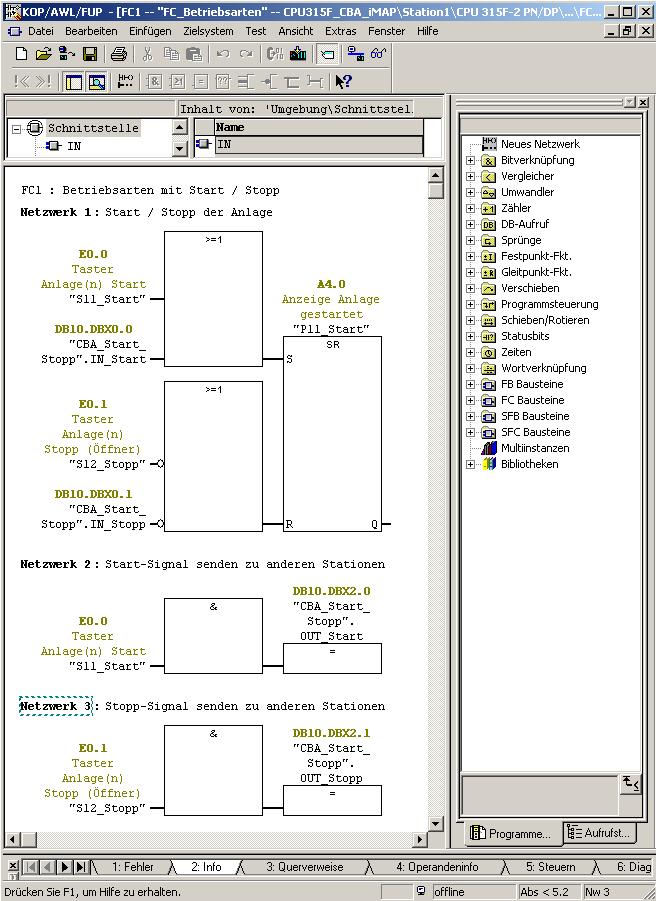 KOP/AWL/FUP - [FC1 -- "FC_Betriebsarten" -- CPU315F_CBA_iMAP\Station1\CPU 315F-2 PN/DP\...\FC...
Datei Bearbeiten Einfügen Zielsystem Test Ansicht Extras Fenster Hilfe
Inhalt von: 'Umgebung\Schnittstel
Schnittstelle
IN
Name
IN
FC1 : Betriebsarten mit Start / Stopp
Netzwerk 1: Start / Stopp der Anlage
>=1
E0.0
Taster
Anlage(n) Start
"S11_Start"
DB10.DBX0.0
"CBA_Start_
Stopp".IN_Start
A4.0
Anzeige Anlage
gestartet
"P11_Start"
SR
S
>=1
E0.1
Taster
Anlage(n)
Stopp (Öffner)
"S12_Stopp"
DB10.DBX0.1
"CBA_Start_
Stopp".IN_Stopp
R Q
Netzwerk 2: Start-Signal senden zu anderen Stationen
&
E0.0
Taster
Anlage(n) Start
"S11_Start"
DB10.DBX2.0
"CBA_Start_
Stopp".
OUT_Start
=
Netzwerk 3: Stopp-Signal senden zu anderen Stationen
&
E0.1
Taster
Anlage(n)
Stopp (Öffner)
"S12_Stopp"
DB10.DBX2.1
"CBA_Start_
Stopp".
OUT_Stopp
=
Neues Netzwerk
Bitverknüpfung
Vergleicher
Umwandler
Zähler
DB-Aufruf
Sprünge
Festpunkt-Fkt.
Gleitpunkt-Fkt.
Verschieben
Programmsteuerung
Schieben/Rotieren
Statusbits
Zeiten
Wortverknüpfung
FB Bausteine
FC Bausteine
SFB Bausteine
SFC Bausteine
Multiinstanzen
Bibliotheken
Programme... Aufrufst...
1: Fehler 2: Info 3: Querverweise 4: Operandeninfo 5: Steuern 6: Diag
Drücken Sie F1, um Hilfe zu erhalten. offline Abs < 5.2 Nw 3